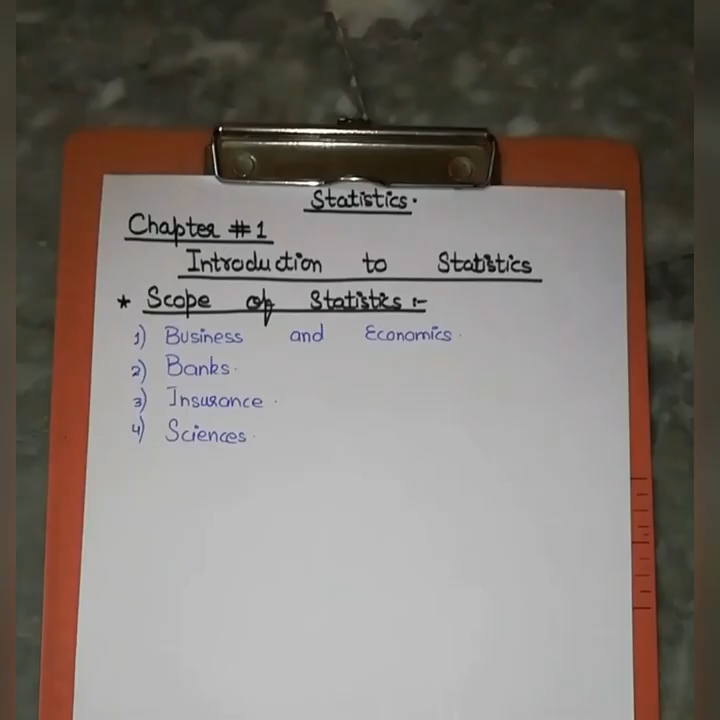 Statistics.
Chapter # 1
Introduction to Statistics
* Scope of Statistics :-
1) Business and Economics.
2) Banks.
3) Insurance.
4) Sciences.